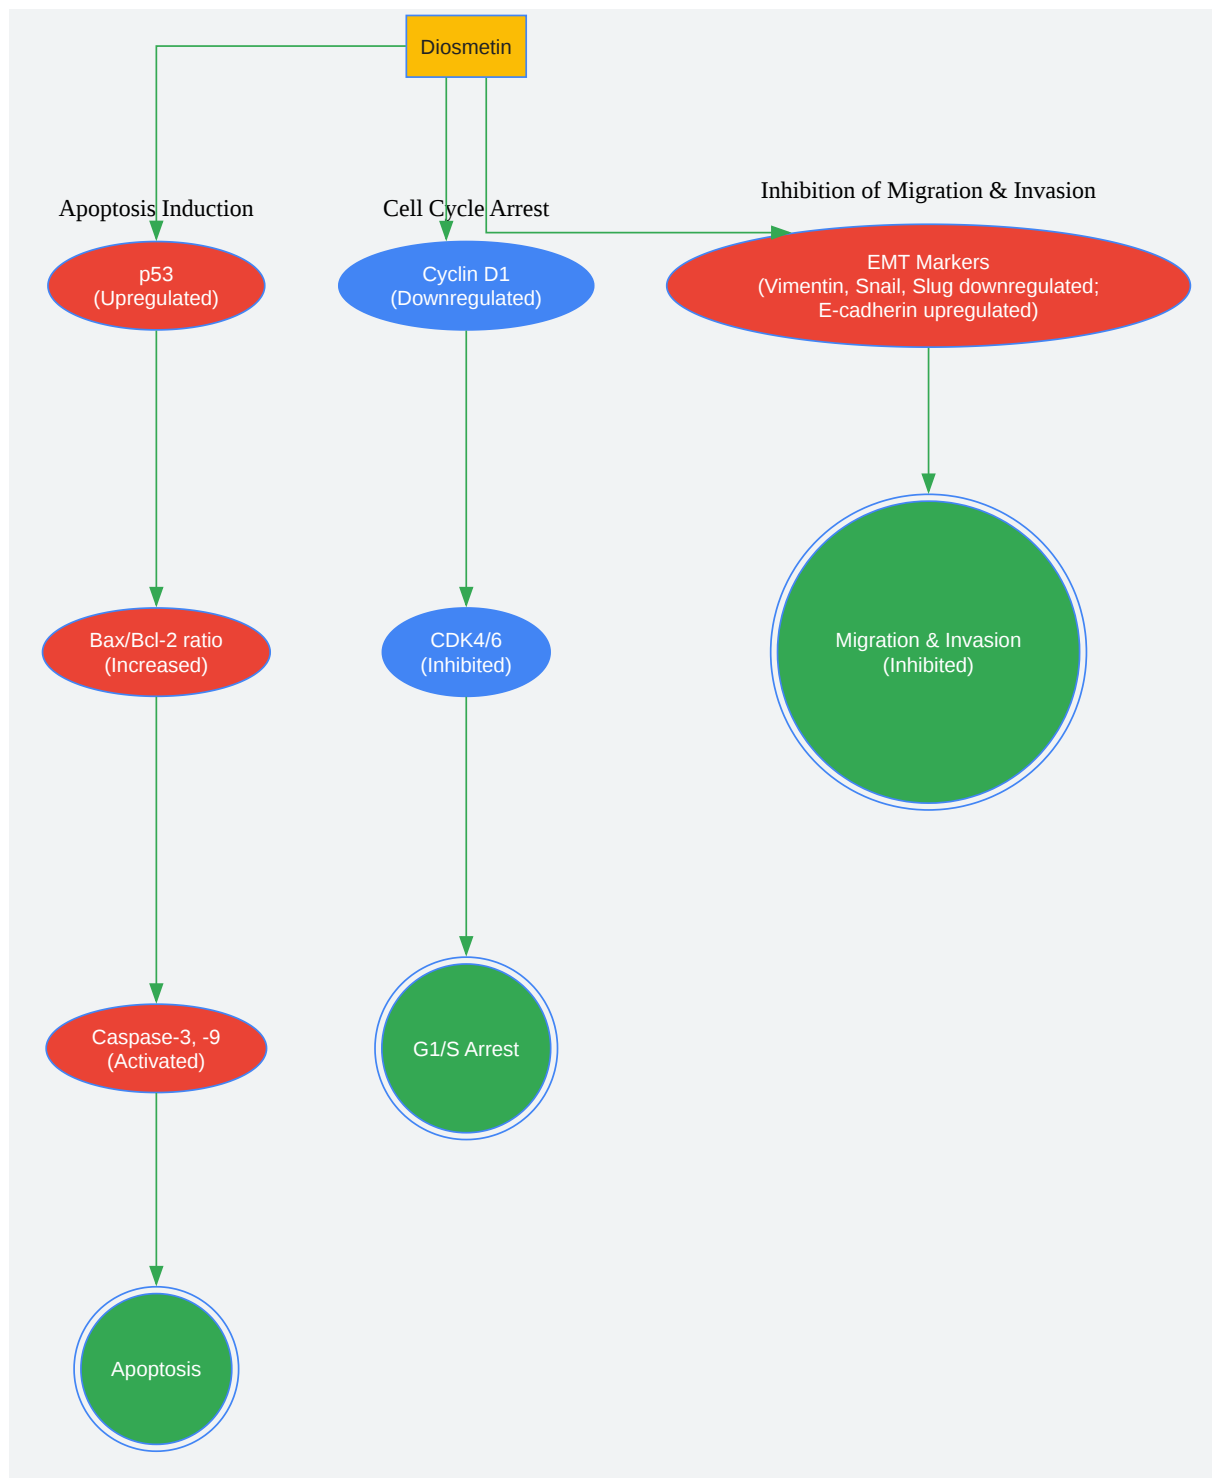 Diosmetin
Apoptosis Induction
Cell Cycle Arrest
Inhibition of Migration & Invasion
p53
(Upregulated)
Cyclin D1
(Downregulated)
EMT Markers
(Vimentin, Snail, Slug downregulated;
E-cadherin upregulated)
Bax/Bcl-2 ratio
(Increased)
CDK4/6
(Inhibited)
Migration & Invasion
(Inhibited)
Caspase-3, -9
(Activated)
G1/S Arrest
Apoptosis